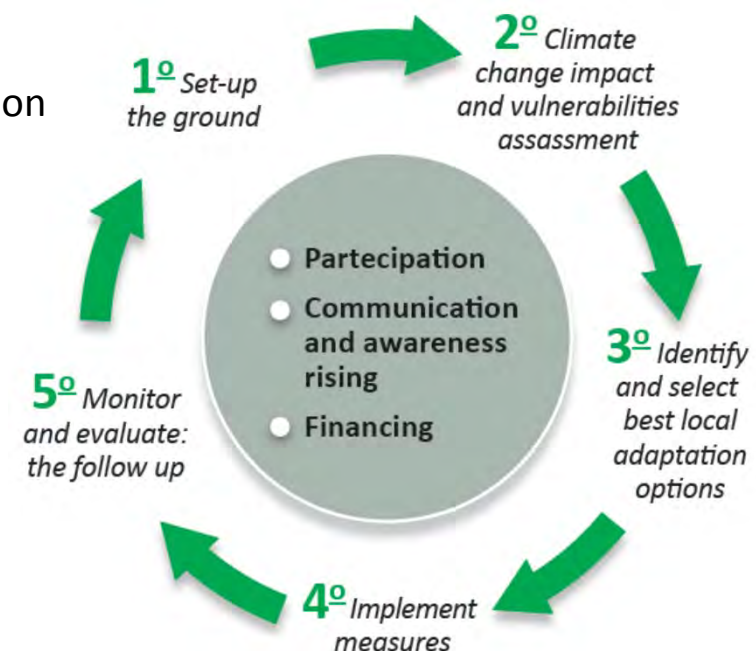 on
1º Set-up
the ground
2º Climate
change impact
and vulnerabilities
assassment
3º Identify
and select
best local
adaptation
options
4º Implement
measures
5º Monitor
and evaluate:
the follow up
Partecipation
Communication
and awareness
rising
Financing